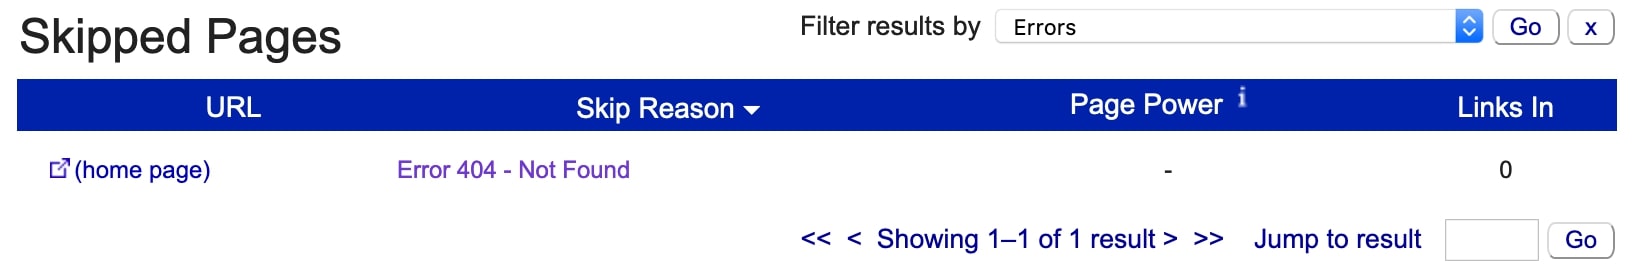 Skipped Pages
Filter results by Errors Go x
URL Skip Reason Page Power i Links In
(home page) Error 404 - Not Found - 0
<< < Showing 1–1 of 1 result > >> Jump to result Go